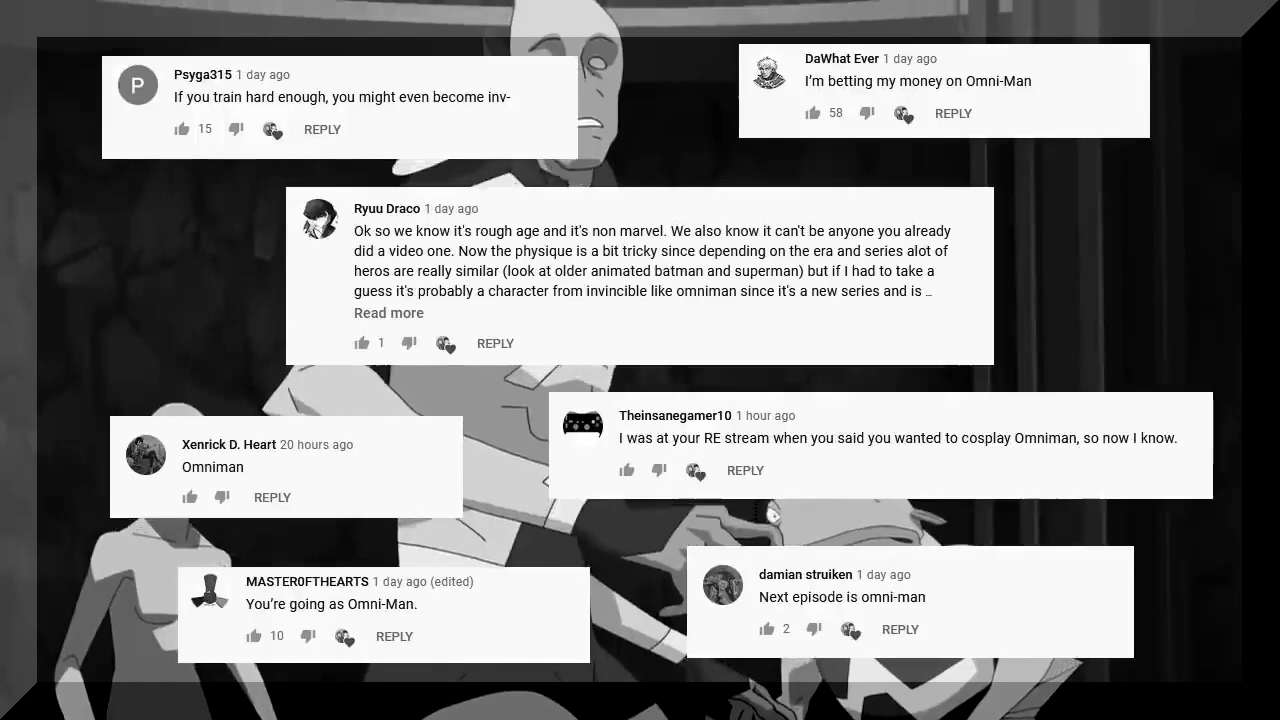 Psyga315 1 day ago
If you train hard enough, you might even become inv-
15 REPLY
DaWhat Ever 1 day ago
I'm betting my money on Omni-Man
58 REPLY
Ryuu Draco 1 day ago
Ok so we know it's rough age and it's non marvel. We also know it can't be anyone you already
did a video one. Now the physique is a bit tricky since depending on the era and series alot of
heros are really similar (look at older animated batman and superman) but if I had to take a
guess it's probably a character from invincible like omniman since it's a new series and is ...
Read more
1 REPLY
Theinsanegamer10 1 hour ago
I was at your RE stream when you said you wanted to cosplay Omniman, so now I know.
REPLY
Xenrick D. Heart 20 hours ago
Omniman
REPLY
MASTER0FTHEARTS 1 day ago (edited)
You’re going as Omni-Man.
10 REPLY
damian struiken 1 day ago
Next episode is omni-man
2 REPLY
P